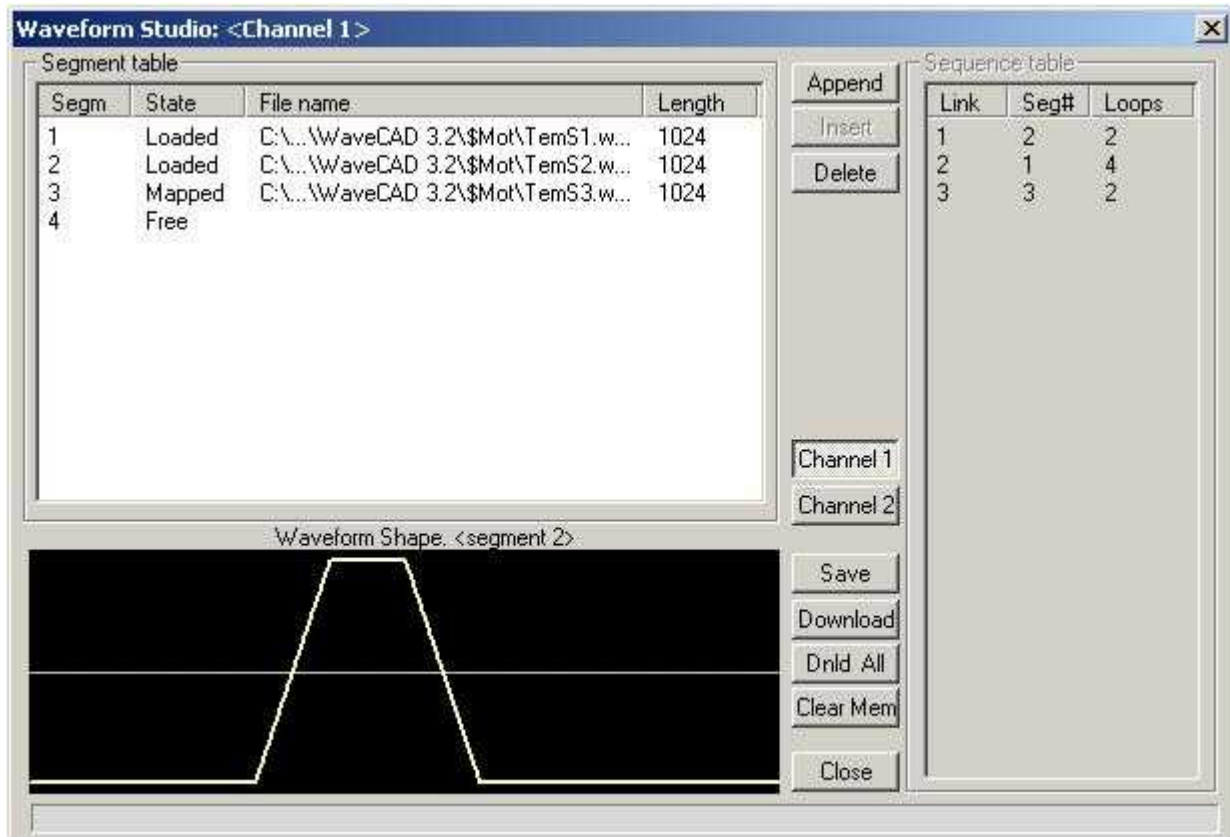 Waveform Studio: <Channel 1>
Segment table
Segm State File name Length
1 Loaded C:\...\WaveCAD 3.2\$Mot\TemS1.w... 1024
2 Loaded C:\...\WaveCAD 3.2\$Mot\TemS2.w... 1024
3 Mapped C:\...\WaveCAD 3.2\$Mot\TemS3.w... 1024
4 Free
Append
Insert
Delete
Channel 1
Channel 2
Sequence table
Link Seg# Loops
1 2 2
2 1 4
3 3 2
Waveform Shape. <segment 2>
Save
Download
Dnld All
Clear Mem
Close